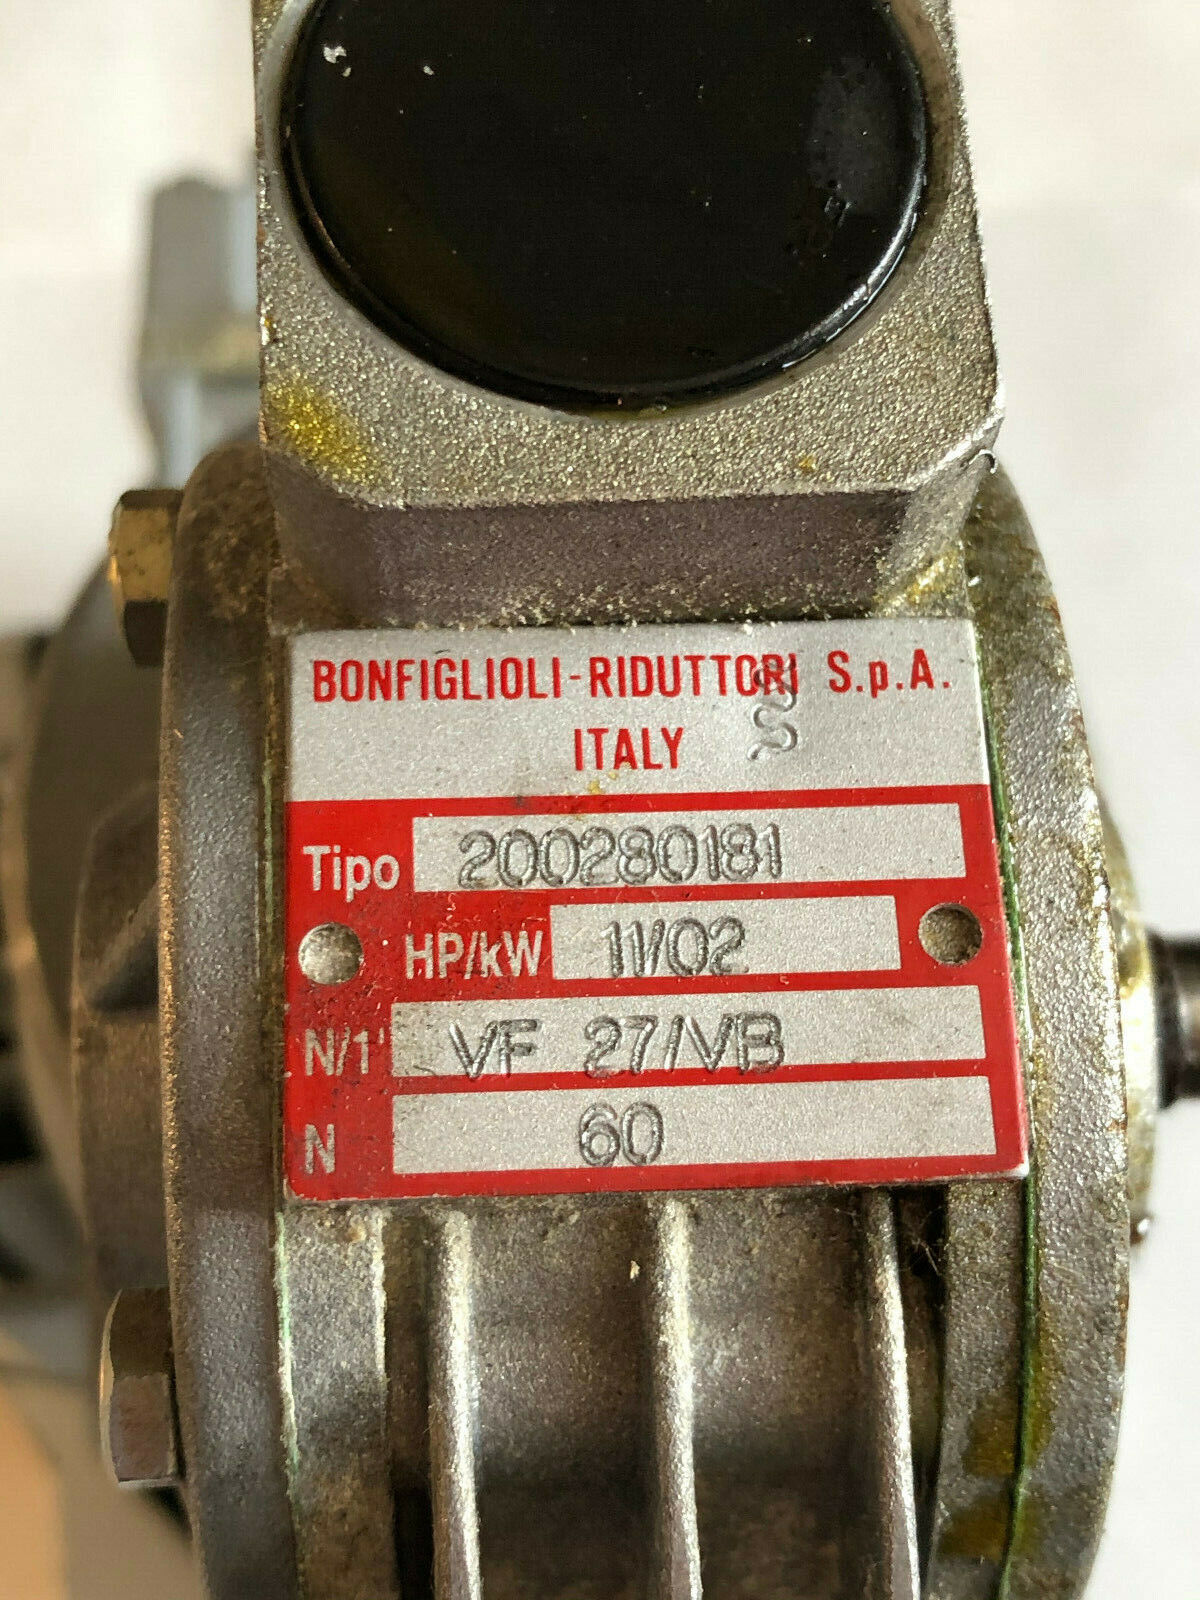 BONFIGLIOLI-RIDUTTORI S.p.A.
ITALY
Tipo 200280181
HP/kW 11/02
N/1' VF 27/VB
N 60